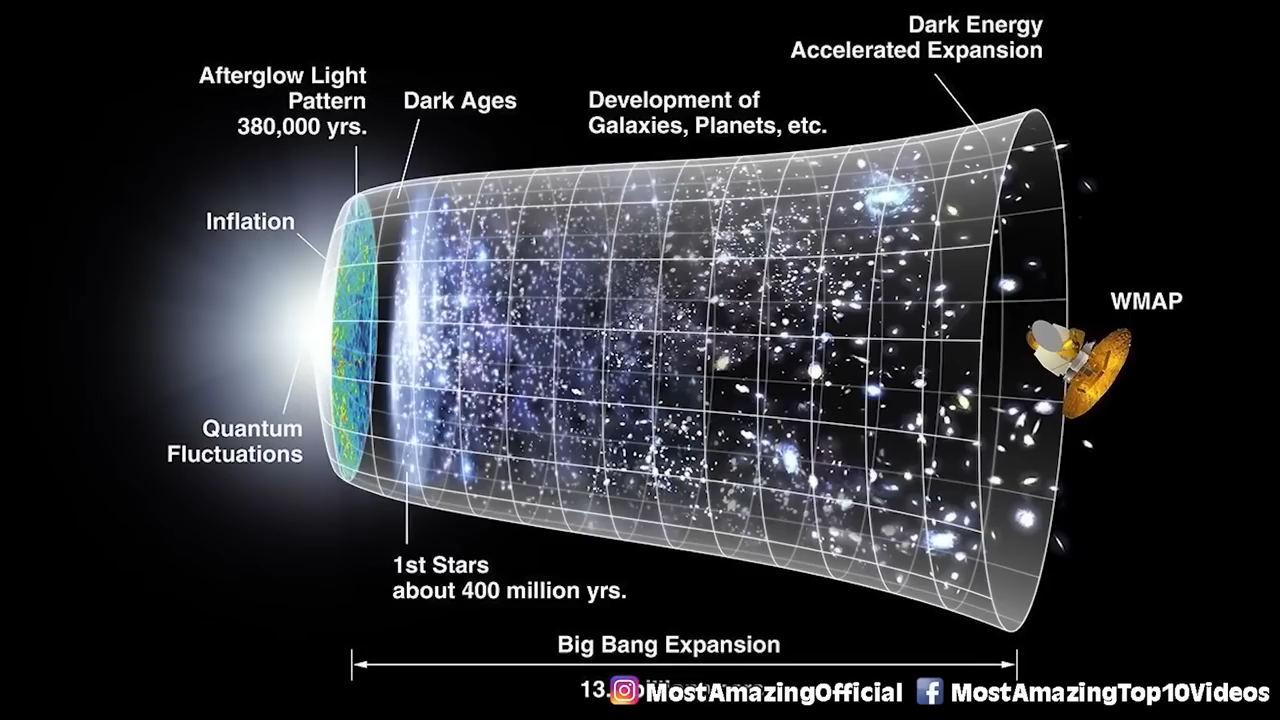 Dark Energy
Accelerated Expansion
Afterglow Light
Pattern
380,000 yrs.
Dark Ages
Development of
Galaxies, Planets, etc.
Inflation
WMAP
Quantum
Fluctuations
1st Stars
about 400 million yrs.
Big Bang Expansion
13.
MostAmazingOfficial
MostAmazingTop10Videos